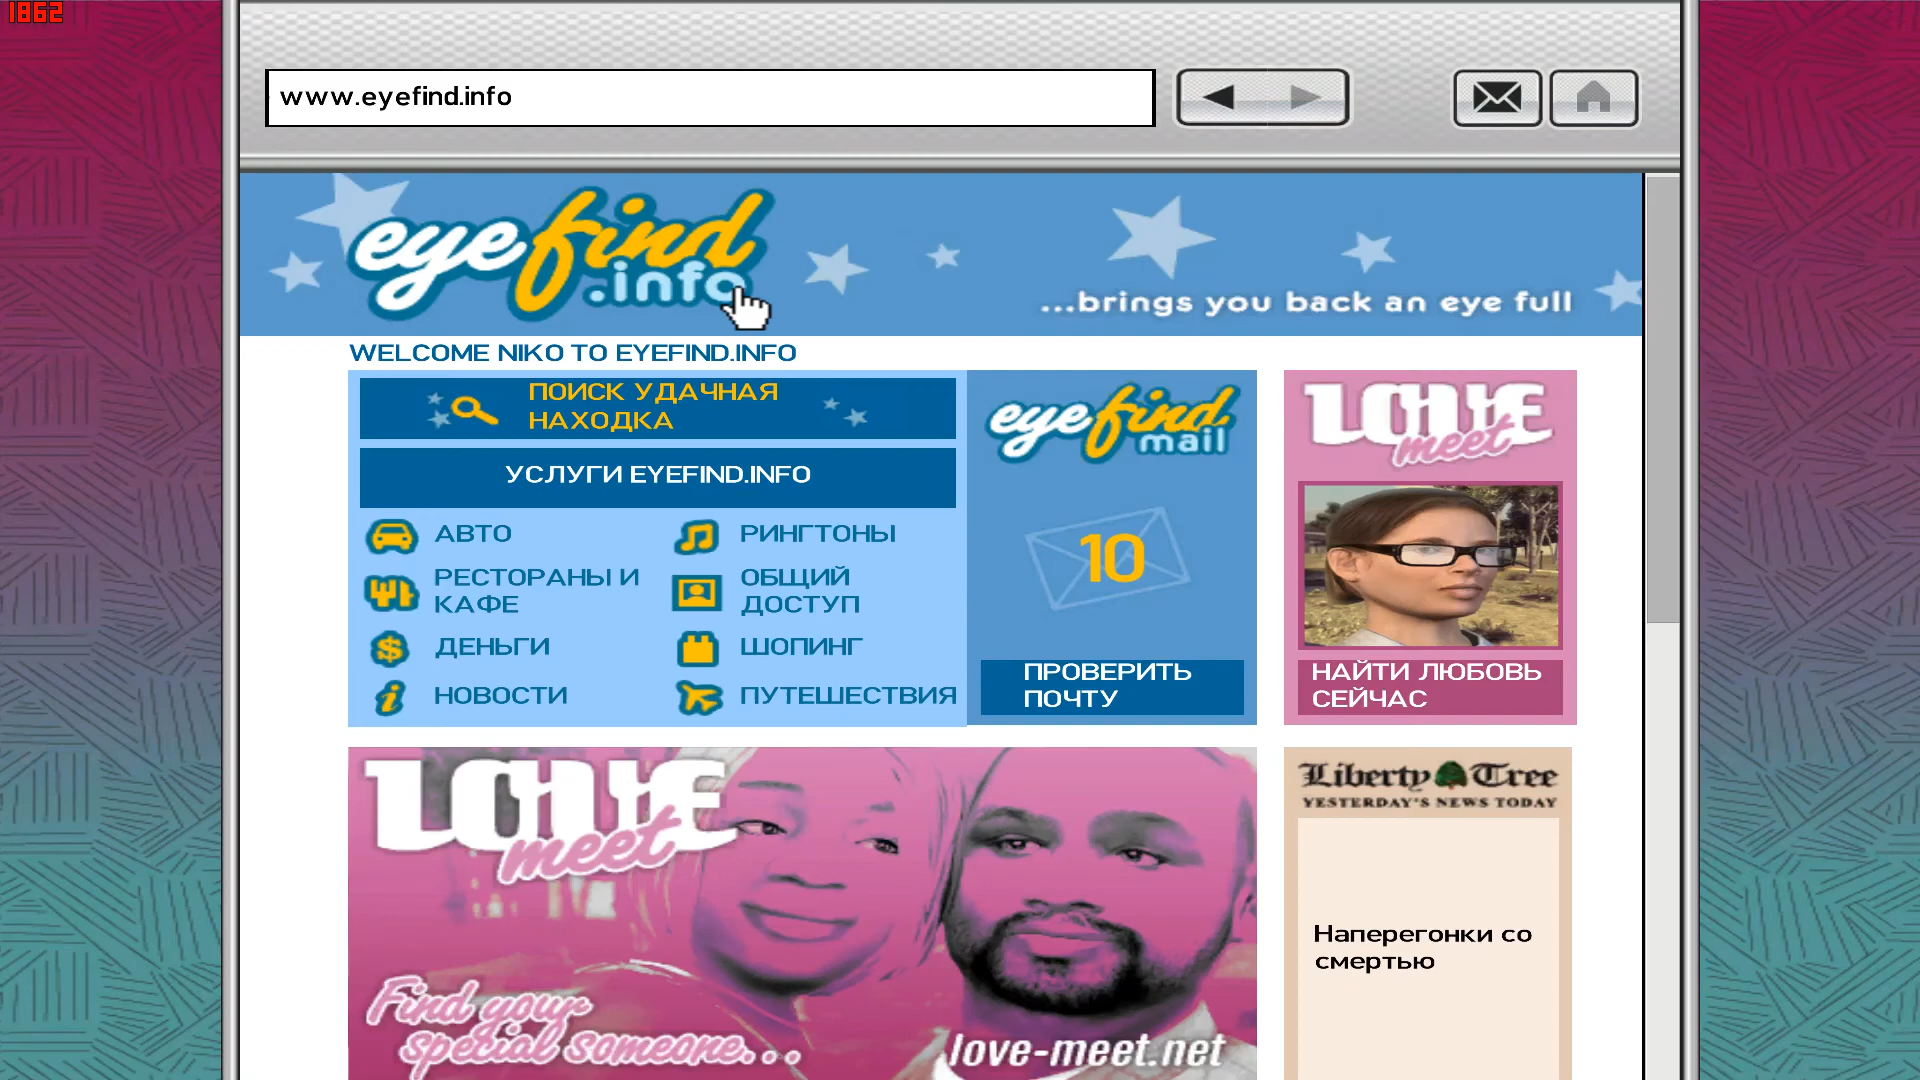 1862
www.eyefind.info
eyefind
.info
...brings you back an eye full
WELCOME NIKO TO EYEFIND.INFO
ПОИСК УДАЧНАЯ
НАХОДКА
УСЛУГИ EYEFIND.INFO
АВТО
РИНГТОНЫ
РЕСТОРАНЫ И
КАФЕ
ОБЩИЙ
ДОСТУП
ДЕНЬГИ
ШОПИНГ
НОВОСТИ
ПУТЕШЕСТВИЯ
eyefind
mail
10
ПРОВЕРИТЬ
ПОЧТУ
LOVE
meet
НАЙТИ ЛЮБОВЬ
СЕЙЧАС
LOVE
meet
Find your
special someone...
love-meet.net
Liberty Tree
YESTERDAY'S NEWS TODAY
Наперегонки со
смертью